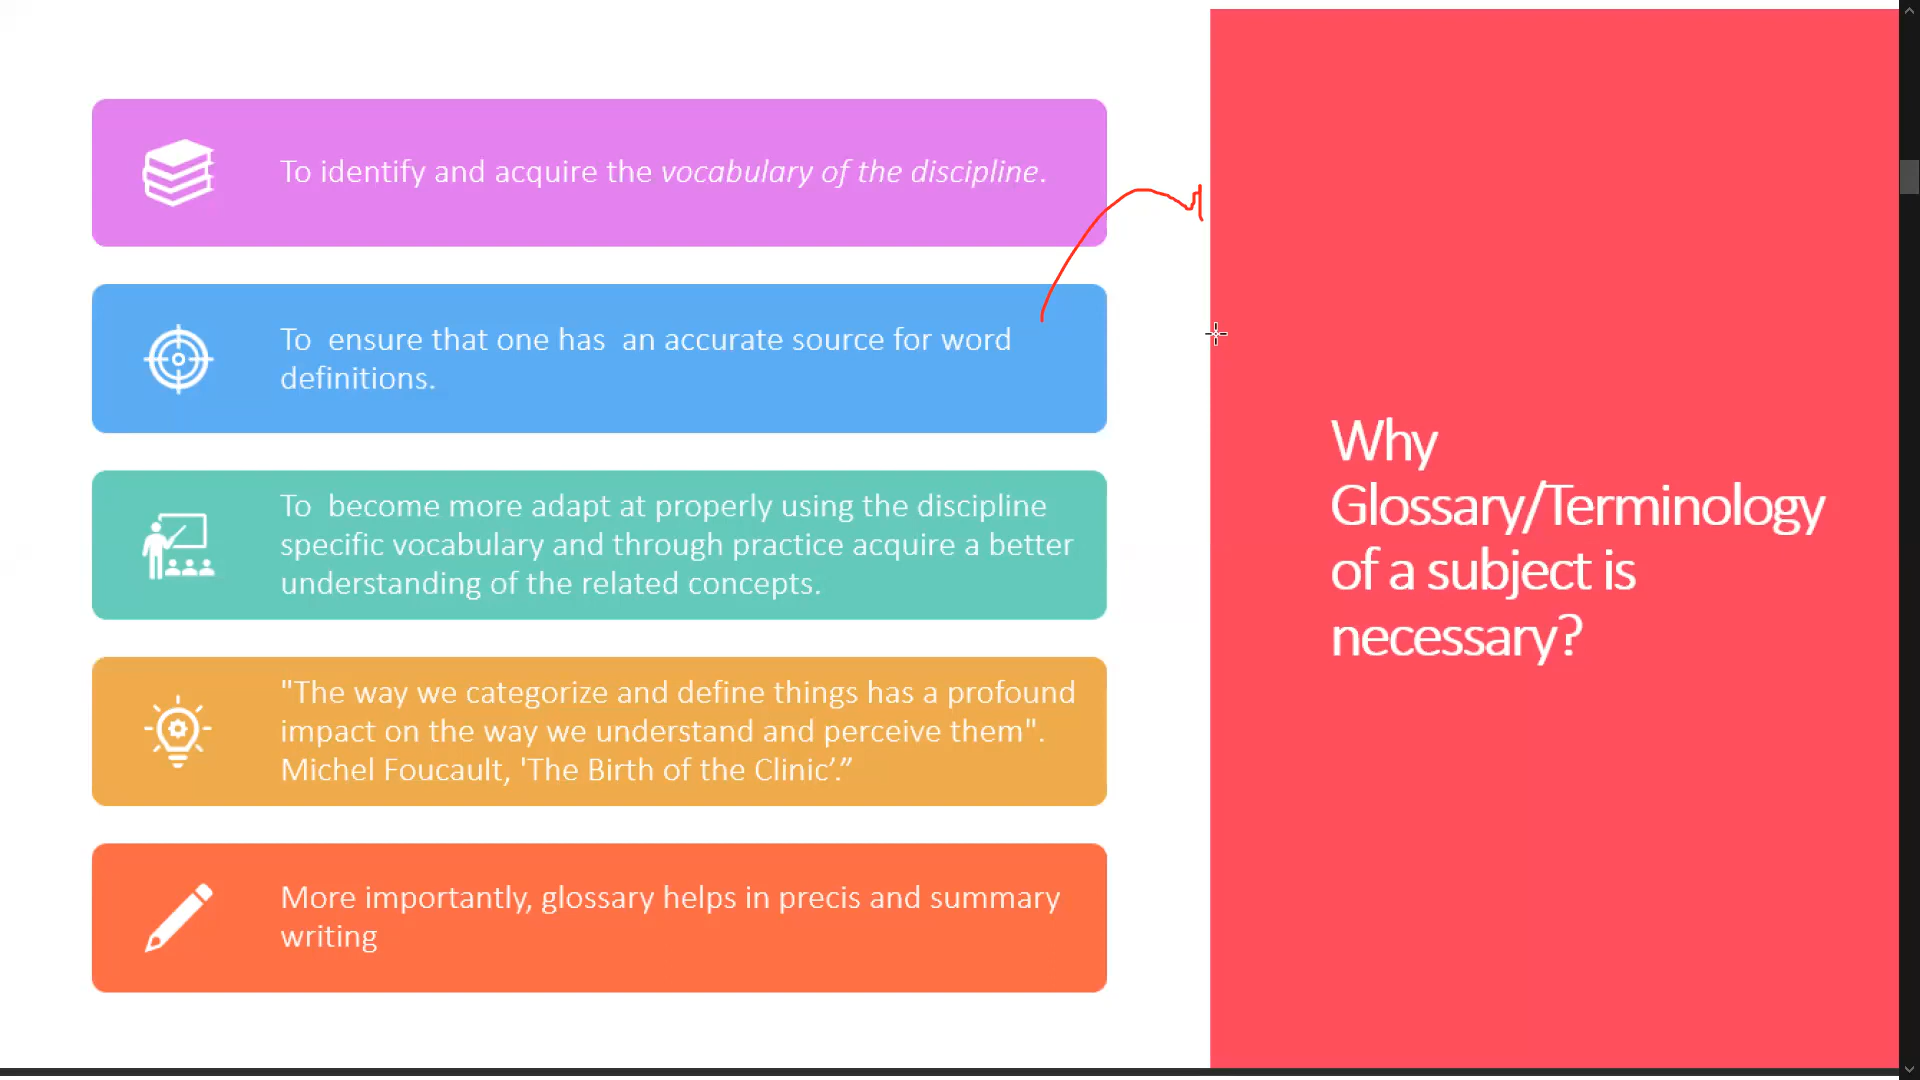 To identify and acquire the vocabulary of the discipline.
To  ensure that one has  an accurate source for word
definitions.
To  become more adapt at properly using the discipline
specific vocabulary and through practice acquire a better
understanding of the related concepts.
"The way we categorize and define things has a profound
impact on the way we understand and perceive them".
Michel Foucault, 'The Birth of the Clinic’.”
More importantly, glossary helps in precis and summary
writing
Why
Glossary/Terminology
of a subject is
necessary?